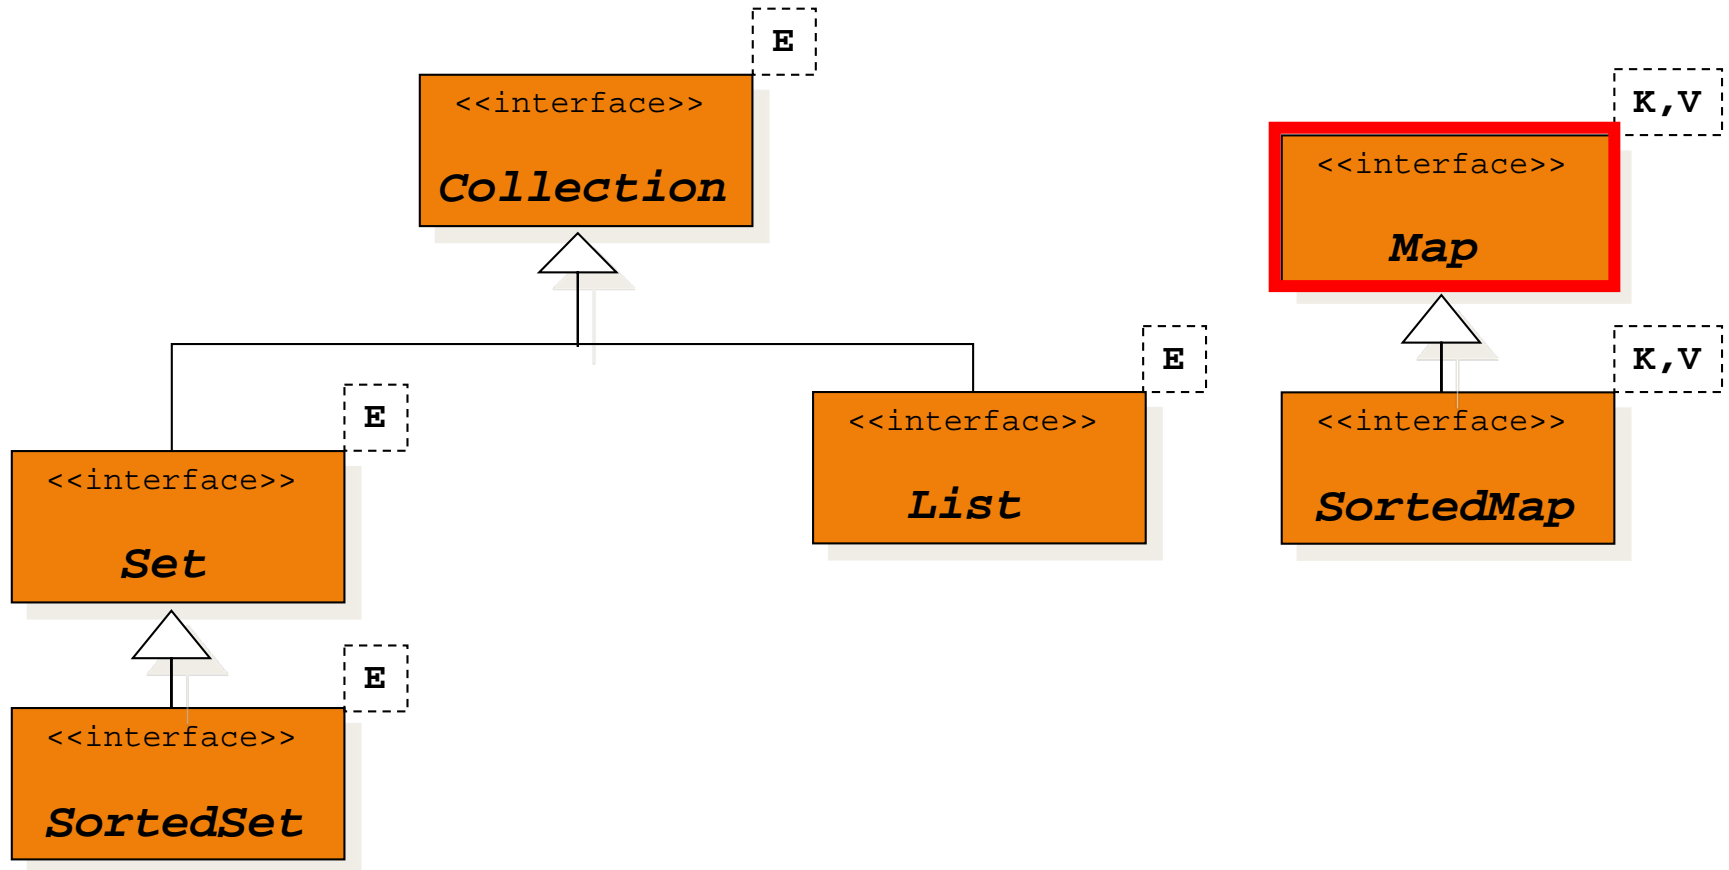 E
<<interface>>
Collection
K,V
<<interface>>
Map
E
<<interface>>
Set
E
<<interface>>
List
K,V
<<interface>>
SortedMap
E
<<interface>>
SortedSet